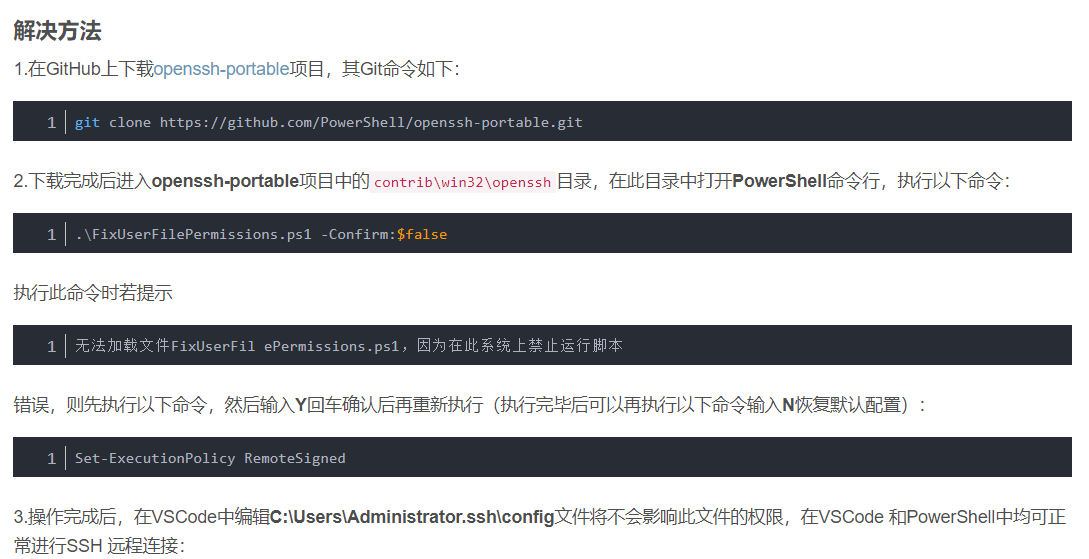 解决方法
1.在GitHub上下载openssh-portable项目，其Git命令如下：
1 git clone https://github.com/PowerShell/openssh-portable.git
2.下载完成后进入openssh-portable项目中的contrib\win32\openssh目录，在此目录中打开PowerShell命令行，执行以下命令：
1 .\FixUserFilePermissions.ps1 -Confirm:$false
执行此命令时若提示
1 无法加载文件FixUserFil ePermissions.ps1，因为在此系统上禁止运行脚本
错误，则先执行以下命令，然后输入Y回车确认后再重新执行（执行完毕后可以再执行以下命令输入N恢复默认配置）：
1 Set-ExecutionPolicy RemoteSigned
3.操作完成后，在VSCode中编辑C:\Users\Administrator.ssh\config文件将不会影响此文件的权限，在VSCode 和PowerShell中均可正
常进行SSH 远程连接：